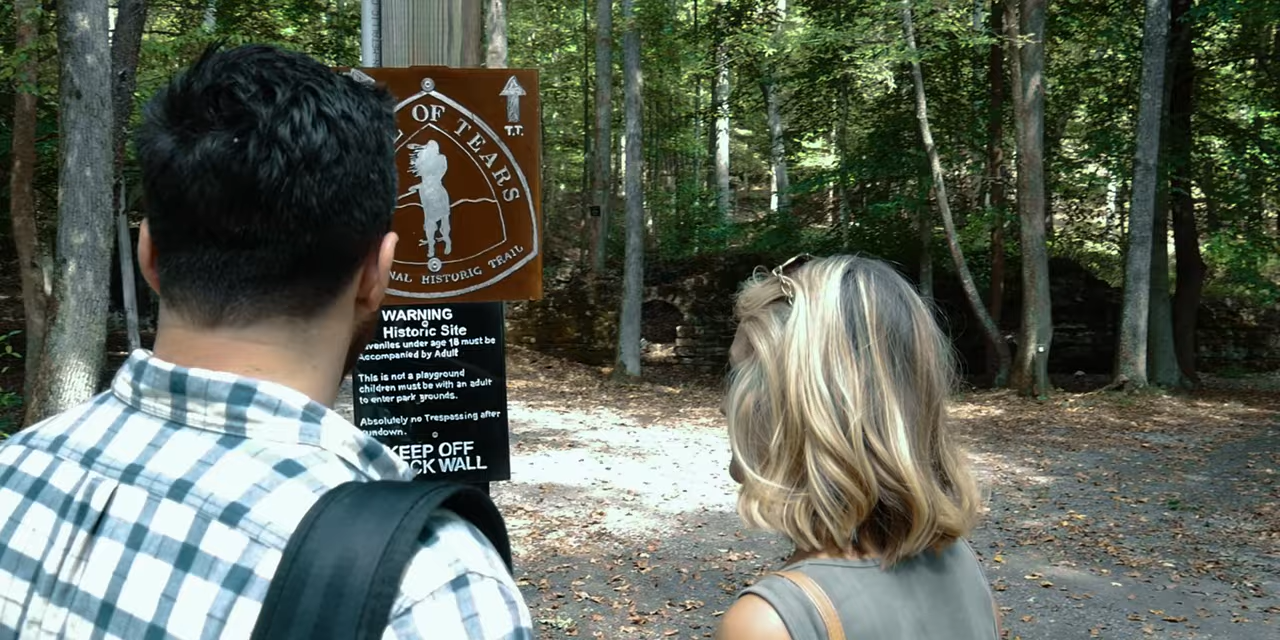 OF TEARS
T.T.
HISTORIC TRAIL
WARNING
Historic Site
under age 18 must be
Accompanied by Adult
This is not a playground
children must be with an adult
to enter park grounds.
Absolutely no Trespassing after
KEEP OFF
WALL